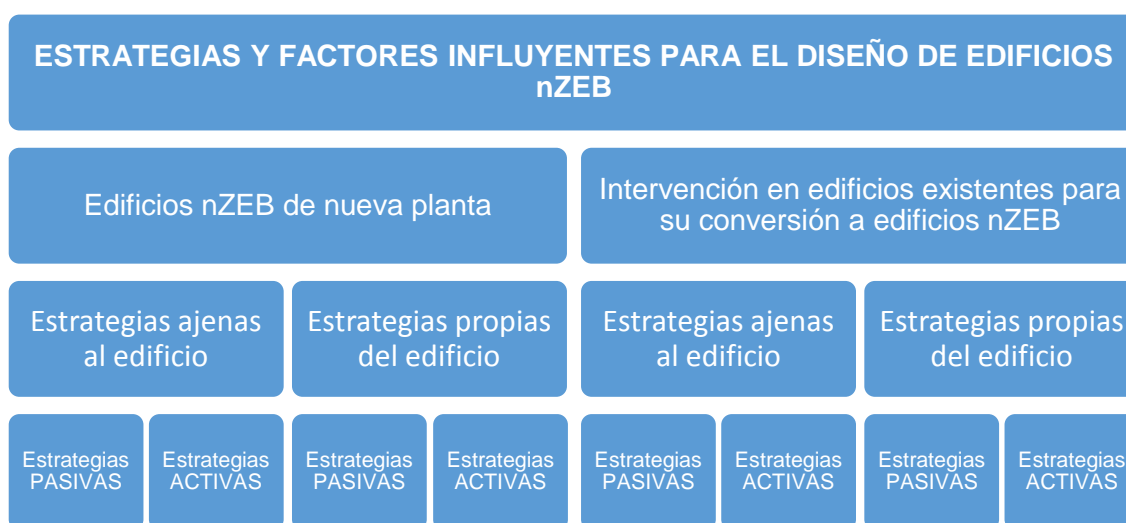 ESTRATEGIAS Y FACTORES INFLUYENTES PARA EL DISEÑO DE EDIFICIOS
nZEB
Edificios nZEB de nueva planta
Intervención en edificios existentes para
su conversión a edificios nZEB
Estrategias ajenas
al edificio
Estrategias propias
del edificio
Estrategias ajenas
al edificio
Estrategias propias
del edificio
Estrategias
PASIVAS
Estrategias
ACTIVAS
Estrategias
PASIVAS
Estrategias
ACTIVAS
Estrategias
PASIVAS
Estrategias
ACTIVAS
Estrategias
PASIVAS
Estrategias
ACTIVAS